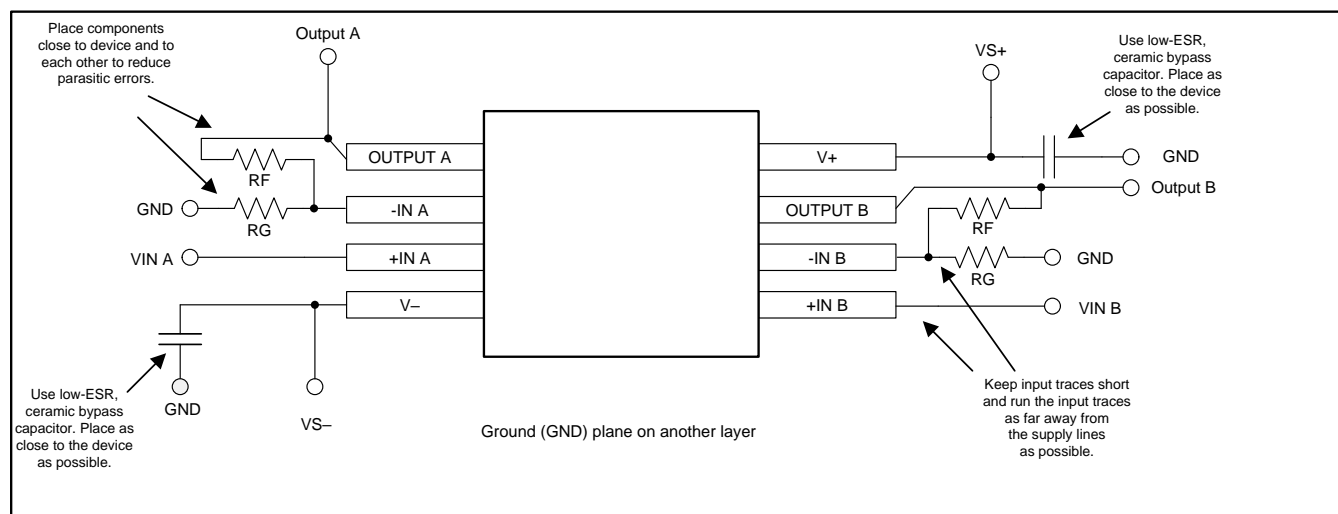 Place components
close to device and to
each other to reduce
parasitic errors.
Output A
VS+
Use low-ESR,
ceramic bypass
capacitor. Place as
close to the device
as possible.
OUTPUT A
V+
GND
RF
Output B
GND
-IN A
OUTPUT B
RG
RF
VIN A
+IN A
-IN B
GND
RG
V–
+IN B
VIN B
Use low-ESR,
ceramic bypass
capacitor. Place as
close to the device
as possible.
GND
VS–
Ground (GND) plane on another layer
Keep input traces short
and run the input traces
as far away from
the supply lines
as possible.